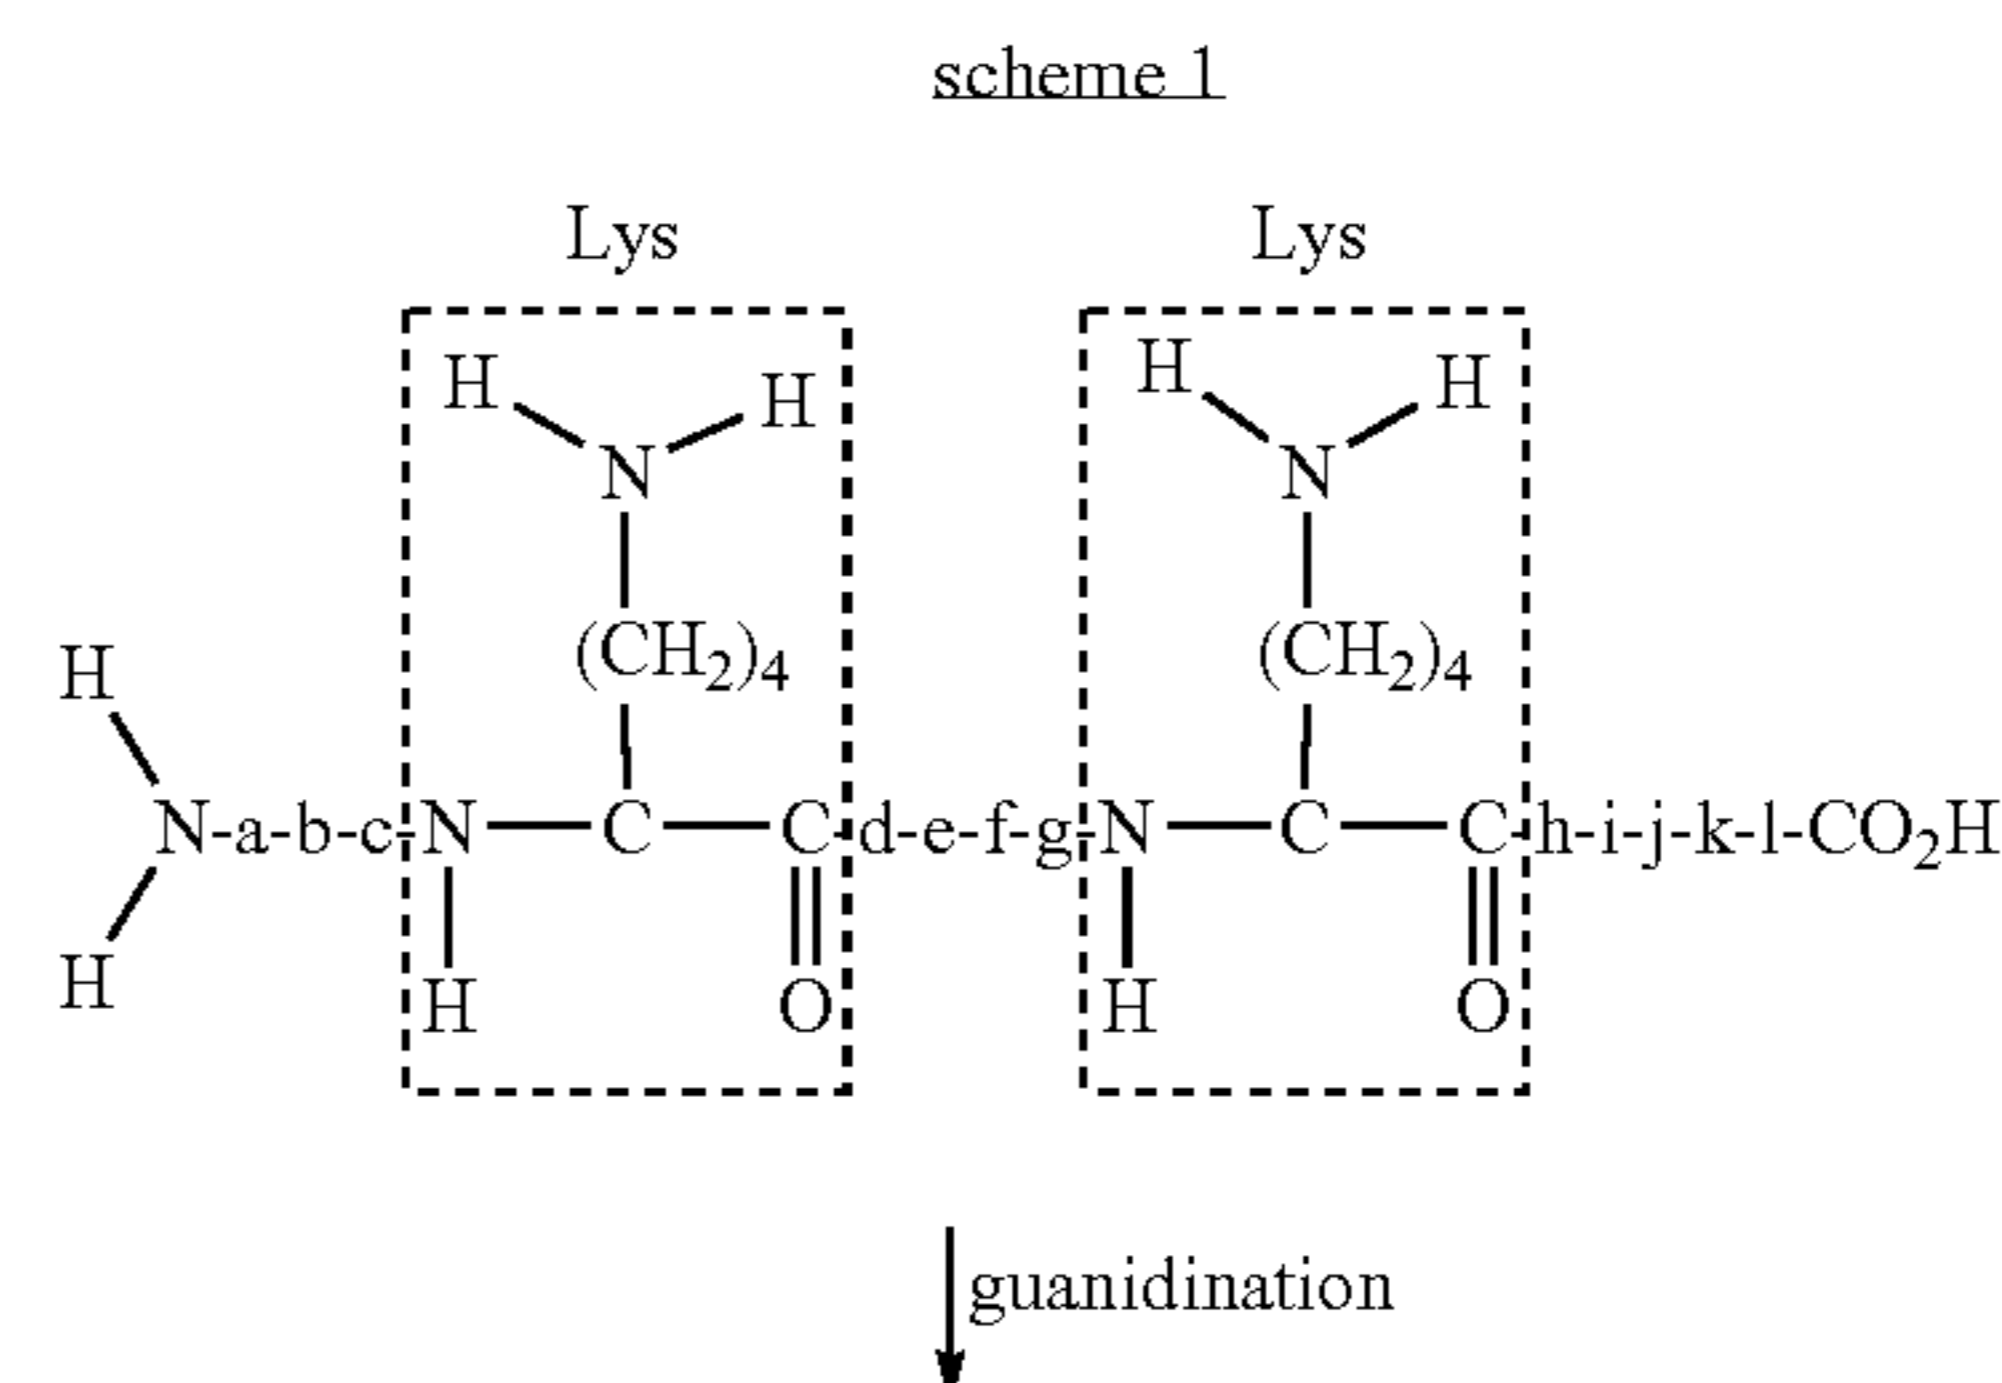 scheme 1
Lys Lys
H H H H
N N
(CH2)4 (CH2)4
H
N-a-b-c-N C C-d-e-f-g-N C C-h-i-j-k-l-CO2H
H H O H O
guanidination